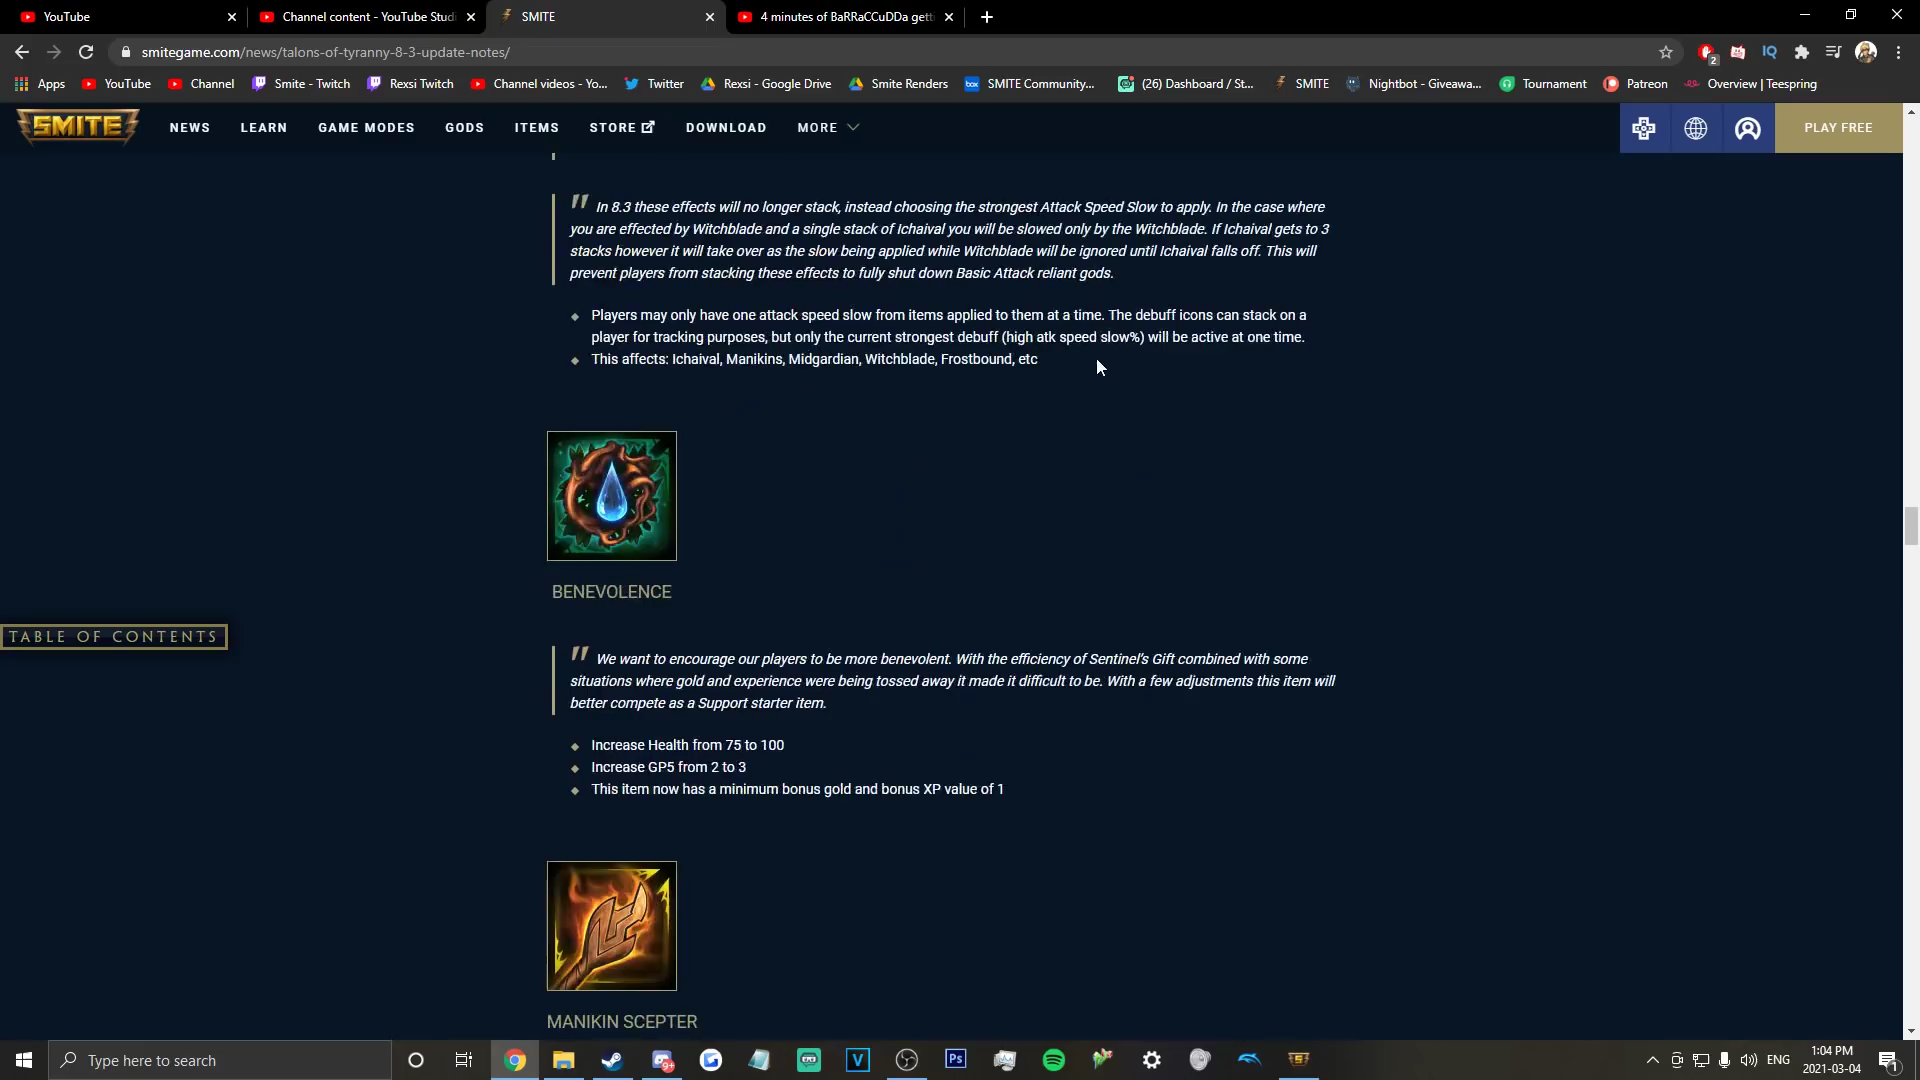 YouTube
Channel content - YouTube Studi
SMITE
4 minutes of BaRRaCCuDDa gett
smitegame.com/news/talons-of-tyranny-8-3-update-notes/
2
Apps
YouTube
Channel
Smite - Twitch
Rexsi Twitch
Channel videos - Yo...
Twitter
Rexsi - Google Drive
Smite Renders
box
SMITE Community...
(26) Dashboard / St...
SMITE
Nightbot - Giveawa...
Tournament
Patreon
Overview | Teespring
SMITE
NEWS
LEARN
GAME MODES
GODS
ITEMS
STORE
DOWNLOAD
MORE
PLAY FREE
" In 8.3 these effects will no longer stack, instead choosing the strongest Attack Speed Slow to apply. In the case where
you are effected by Witchblade and a single stack of Ichaival you will be slowed only by the Witchblade. If Ichaival gets to 3
stacks however it will take over as the slow being applied while Witchblade will be ignored until Ichaival falls off. This will
prevent players from stacking these effects to fully shut down Basic Attack reliant gods.
Players may only have one attack speed slow from items applied to them at a time. The debuff icons can stack on a
player for tracking purposes, but only the current strongest debuff (high atk speed slow%) will be active at one time.
This affects: Ichaival, Manikins, Midgardian, Witchblade, Frostbound, etc
BENEVOLENCE
TABLE OF CONTENTS
" We want to encourage our players to be more benevolent. With the efficiency of Sentinel's Gift combined with some
situations where gold and experience were being tossed away it made it difficult to be. With a few adjustments this item will
better compete as a Support starter item.
Increase Health from 75 to 100
Increase GP5 from 2 to 3
This item now has a minimum bonus gold and bonus XP value of 1
MANIKIN SCEPTER
Type here to search
9+
V
Ps
ENG
1:04 PM
2021-03-04
1